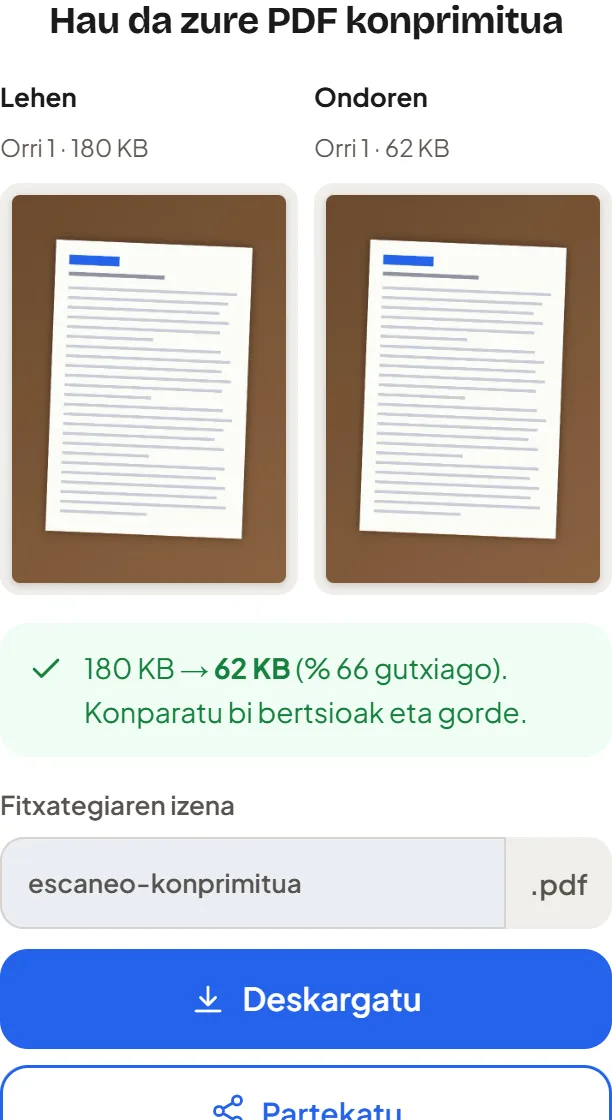 Hau da zure PDF konprimitua
Lehen
Orri 1 · 180 KB
Ondoren
Orri 1 · 62 KB
180 KB → 62 KB (% 66 gutxiago).
Konparatu bi bertsioak eta gorde.
Fitxategiaren izena
escaneo-konprimitua
.pdf
Deskargatu
Partekatu